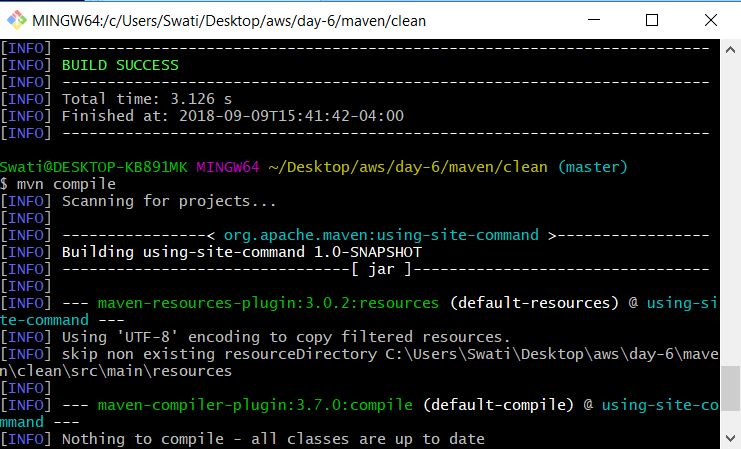 MINGW64:/c/Users/Swati/Desktop/aws/day-6/maven/clean
[INFO] ------------------------------------------------------------------------
[INFO] BUILD SUCCESS
[INFO] ------------------------------------------------------------------------
[INFO] Total time: 3.126 s
[INFO] Finished at: 2018-09-09T15:41:42-04:00
[INFO] ------------------------------------------------------------------------
Swati@DESKTOP-KB891MK MINGW64 ~/Desktop/aws/day-6/maven/clean (master)
$ mvn compile
[INFO] Scanning for projects...
[INFO]
[INFO] ----------------< org.apache.maven:using-site-command >-----------------
[INFO] Building using-site-command 1.0-SNAPSHOT
[INFO] --------------------------------[ jar ]---------------------------------
[INFO]
[INFO] --- maven-resources-plugin:3.0.2:resources (default-resources) @ using-si
te-command ---
[INFO] Using 'UTF-8' encoding to copy filtered resources.
[INFO] skip non existing resourceDirectory C:\Users\Swati\Desktop\aws\day-6\mave
n\clean\src\main\resources
[INFO]
[INFO] --- maven-compiler-plugin:3.7.0:compile (default-compile) @ using-site-co
mmand ---
[INFO] Nothing to compile - all classes are up to date